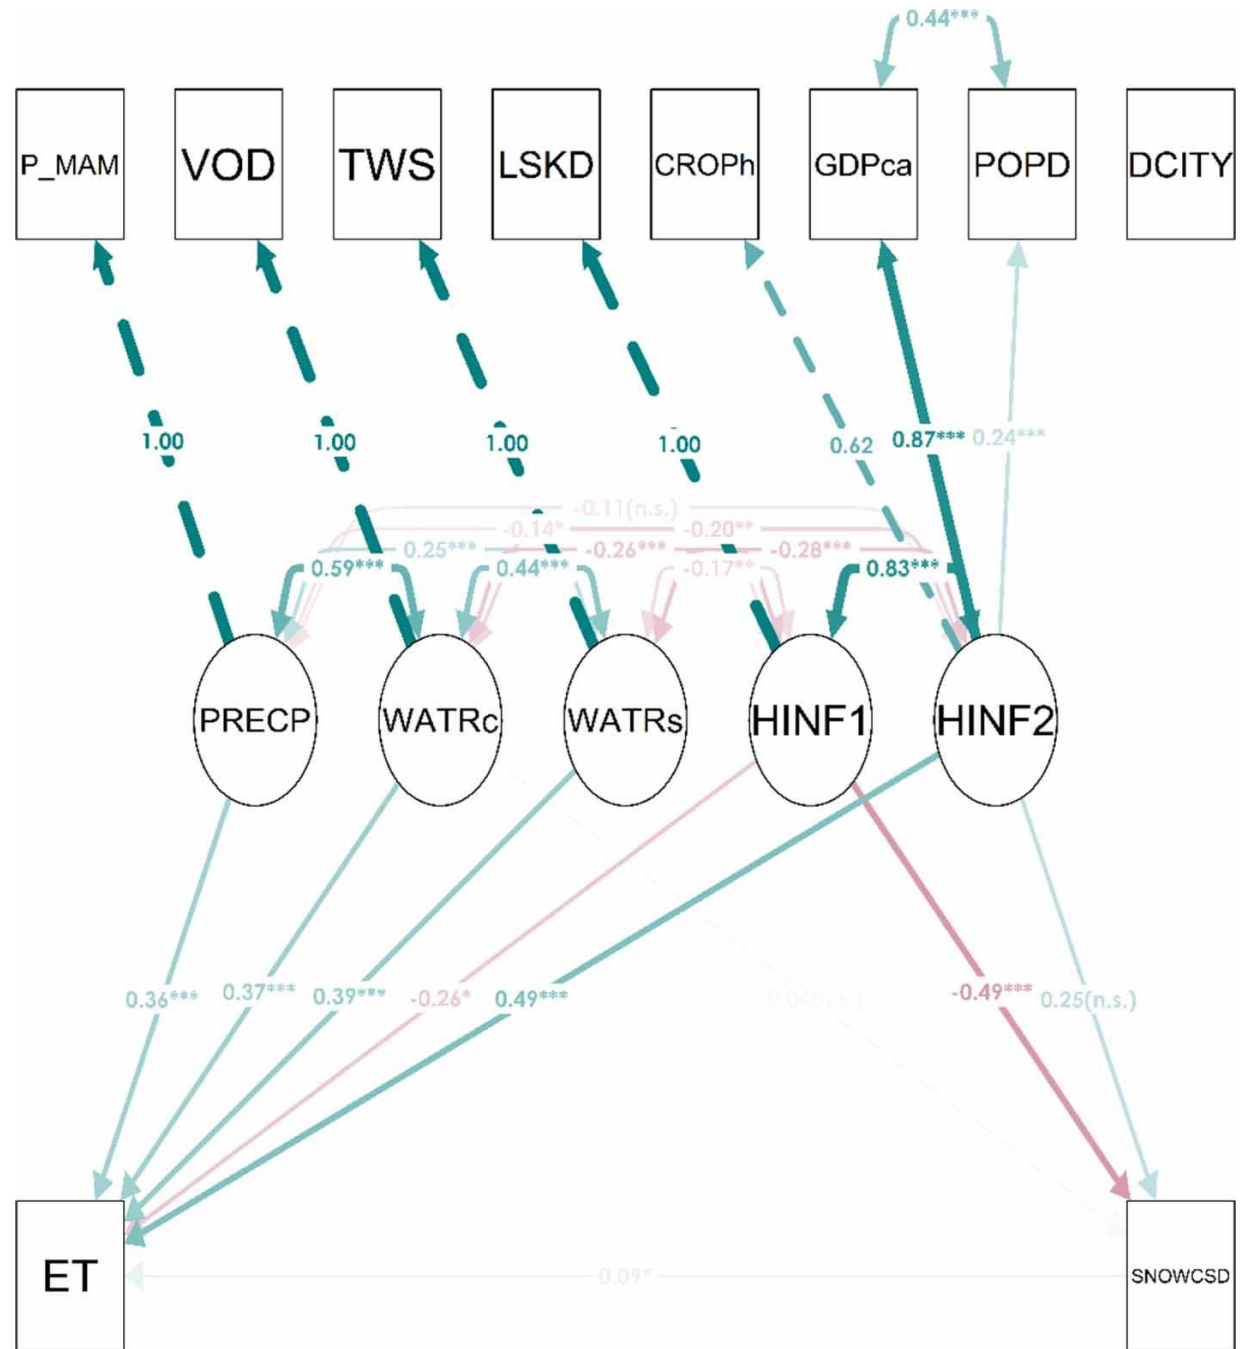 0.44***
P_MAM VOD TWS LSKD CROPh GDPca POPD DCITY
1.00 1.00 1.00 1.00 0.62 0.87*** 0.24***
-0.11(n.s.)
-0.14* -0.20**
0.25*** -0.26*** -0.28***
0.59*** 0.44*** -0.17** 0.83***
PRECP WATRc WATRs HINF1 HINF2
0.36*** 0.37*** 0.39*** -0.26* 0.49*** -0.04(n.s.) -0.49*** 0.25(n.s.)
ET 0.09* SNOWCSD